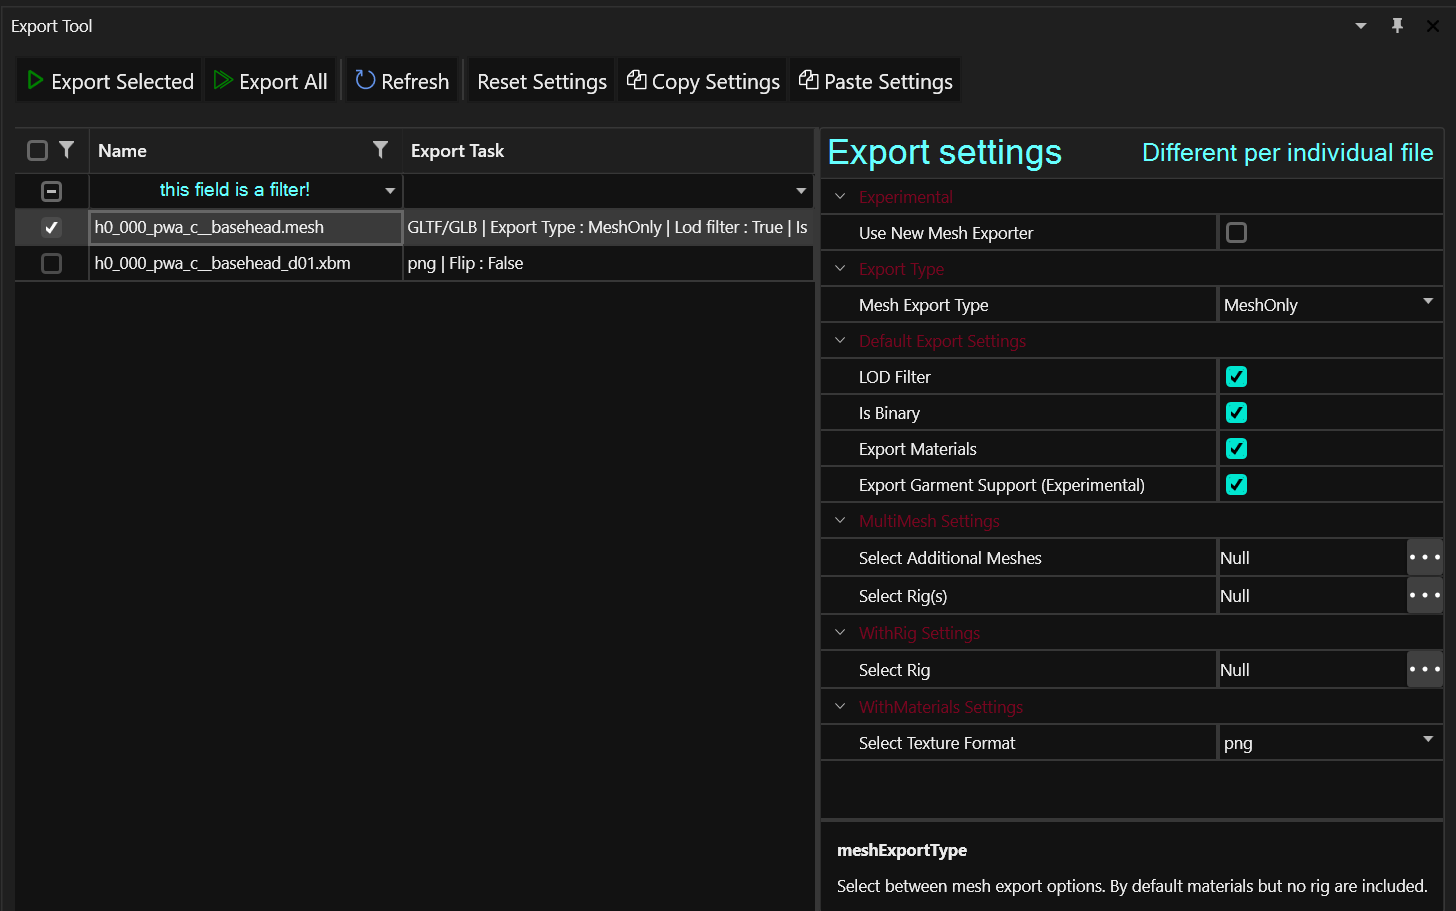 Export Tool
Export Selected Export All Refresh Reset Settings Copy Settings Paste Settings
Name Export Task
this field is a filter!
h0_000_pwa_c__basehead.mesh GLTF/GLB | Export Type : MeshOnly | Lod filter : True | Is
h0_000_pwa_c__basehead_d01.xbm png | Flip : False
Export settings Different per individual file
Experimental
Use New Mesh Exporter
Export Type
Mesh Export Type MeshOnly
Default Export Settings
LOD Filter
Is Binary
Export Materials
Export Garment Support (Experimental)
MultiMesh Settings
Select Additional Meshes Null
Select Rig(s) Null
WithRig Settings
Select Rig Null
WithMaterials Settings
Select Texture Format png
meshExportType
Select between mesh export options. By default materials but no rig are included.